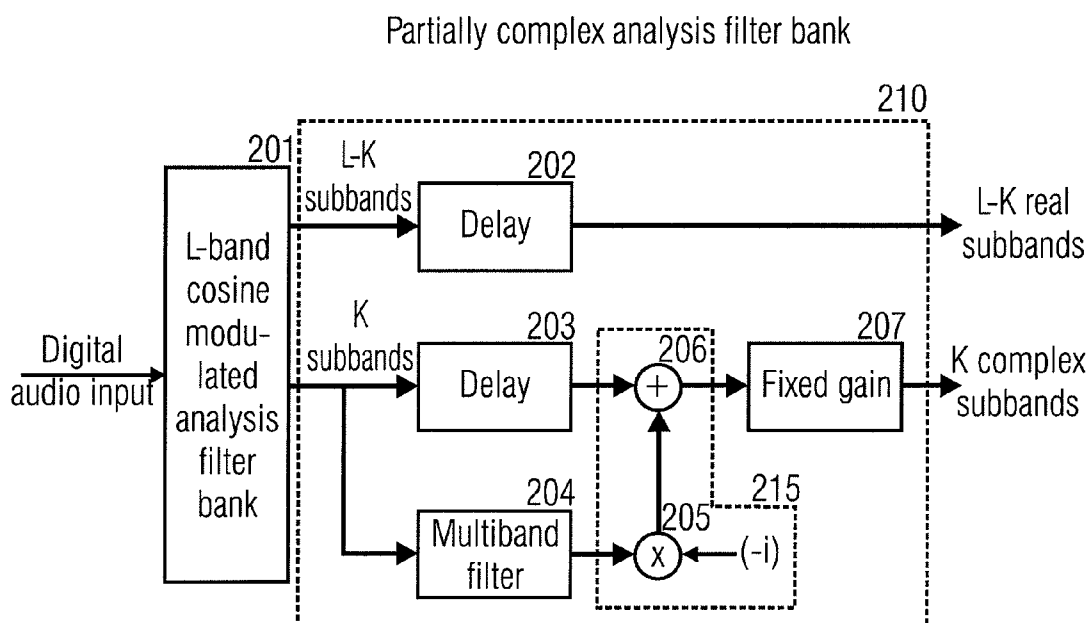 Partially complex analysis filter bank
210
201
L-K
subbands
202
Delay
L-K real
subbands
L-band
cosine
modu-
lated
analysis
filter
bank
Digital
audio input
K
subbands
203
Delay
206
+
207
Fixed gain
K complex
subbands
204
Multiband
filter
205
x
215
(-i)